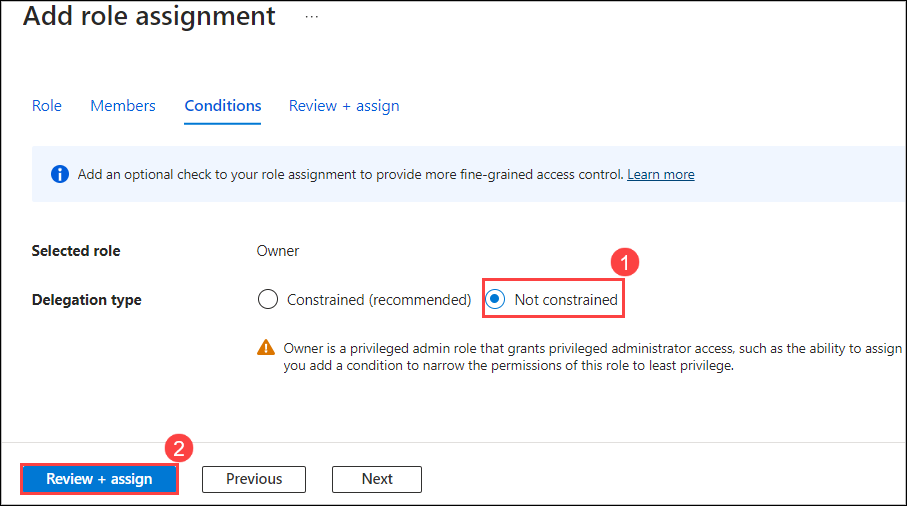 Add role assignment ...
Role Members Conditions Review + assign
Add an optional check to your role assignment to provide more fine-grained access control. Learn more
Selected role Owner
1
Delegation type Constrained (recommended) Not constrained
Owner is a privileged admin role that grants privileged administrator access, such as the ability to assign
you add a condition to narrow the permissions of this role to least privilege.
2
Review + assign Previous Next